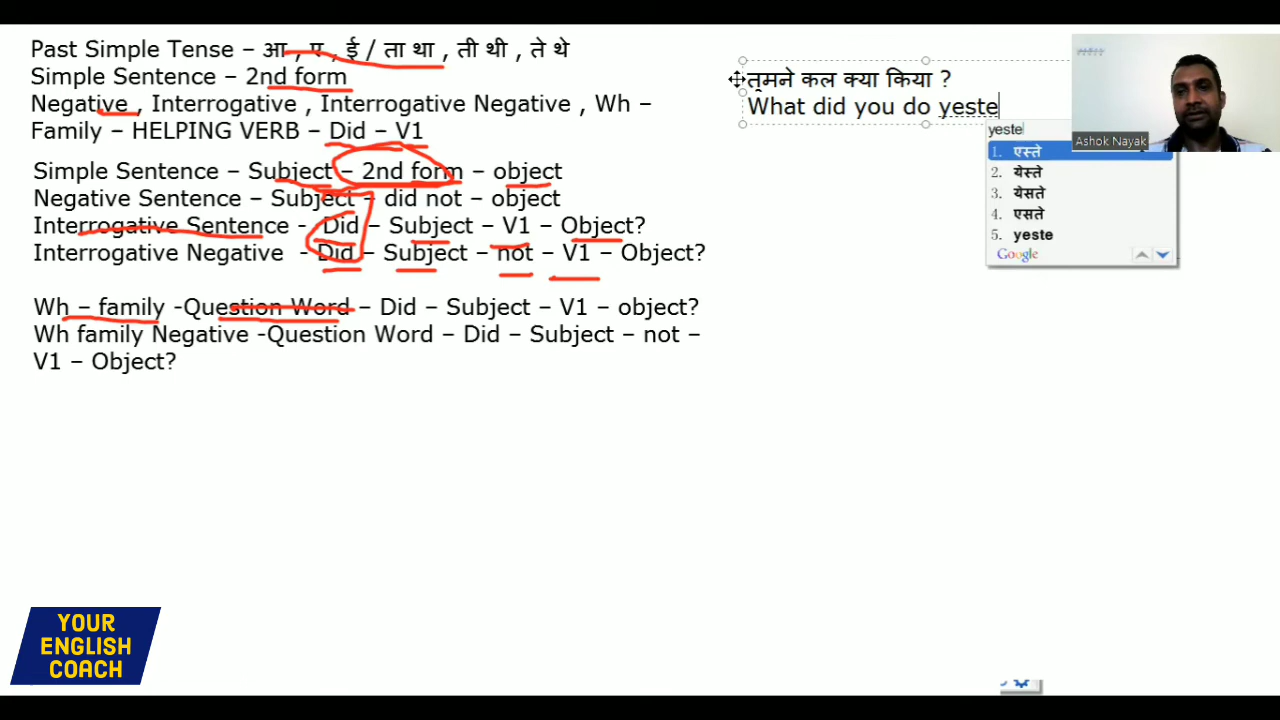 Past Simple Tense – आ , ए , ई / ता था , ती थी , ते थे
Simple Sentence – 2nd form
Negative , Interrogative , Interrogative Negative , Wh –
Family – HELPING VERB – Did – V1
Simple Sentence – Subject – 2nd form – object
Negative Sentence – Subject – did not – object
Interrogative Sentence - Did – Subject – V1 – Object?
Interrogative Negative - Did – Subject – not – V1 – Object?
Wh – family -Question Word – Did – Subject – V1 – object?
Wh family Negative -Question Word – Did – Subject – not –
V1 – Object?
तुमने कल क्या किया ?
What did you do yeste
yeste
1. एस्ते
2. येस्ते
3. येसते
4. एसते
5. yeste
Google
Ashok Nayak
YOUR
ENGLISH
COACH